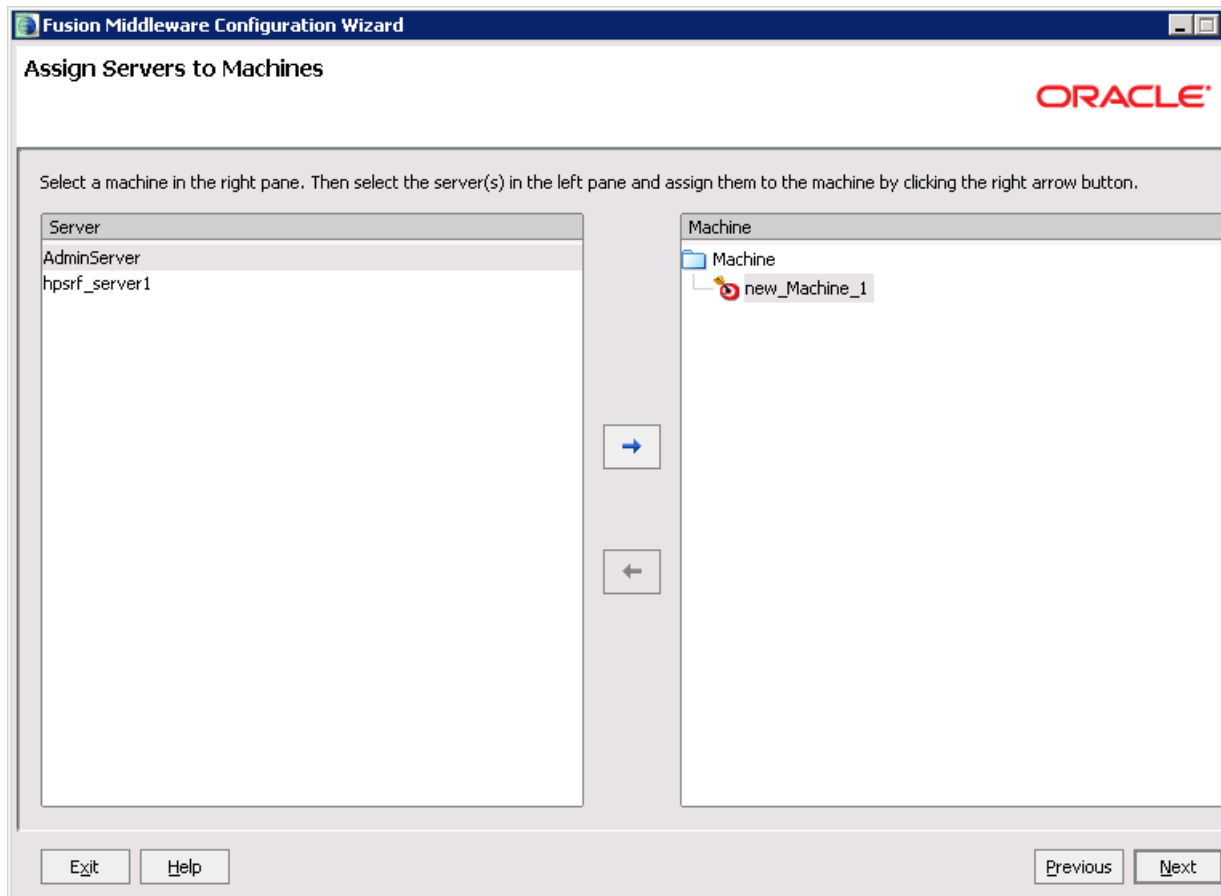 Fusion Middleware Configuration Wizard
Assign Servers to Machines
ORACLE
Select a machine in the right pane. Then select the server(s) in the left pane and assign them to the machine by clicking the right arrow button.
Server
AdminServer
hpsrf_server1
Machine
Machine
new_Machine_1
Exit
Help
Previous
Next